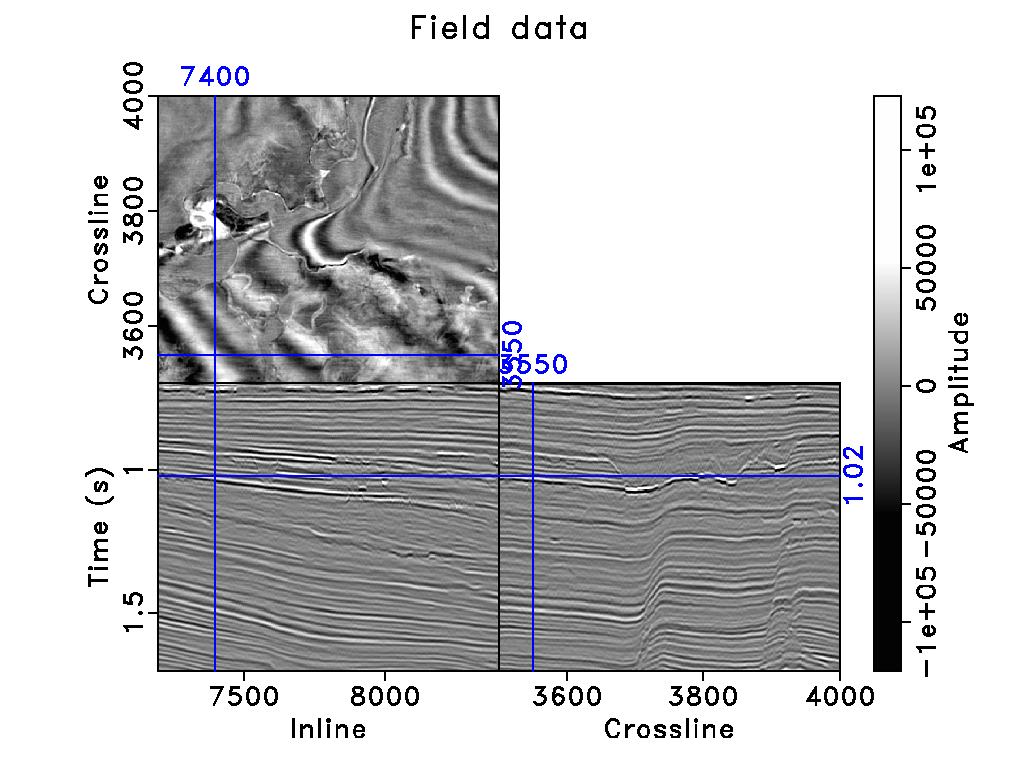 Field data
7400
4000
3800
3600
Crossline
3550
3550
1e+05
50000
0
-50000
-1e+05
Amplitude
1
1.5
Time (s)
1.02
7500
8000
3600
3800
4000
Inline
Crossline